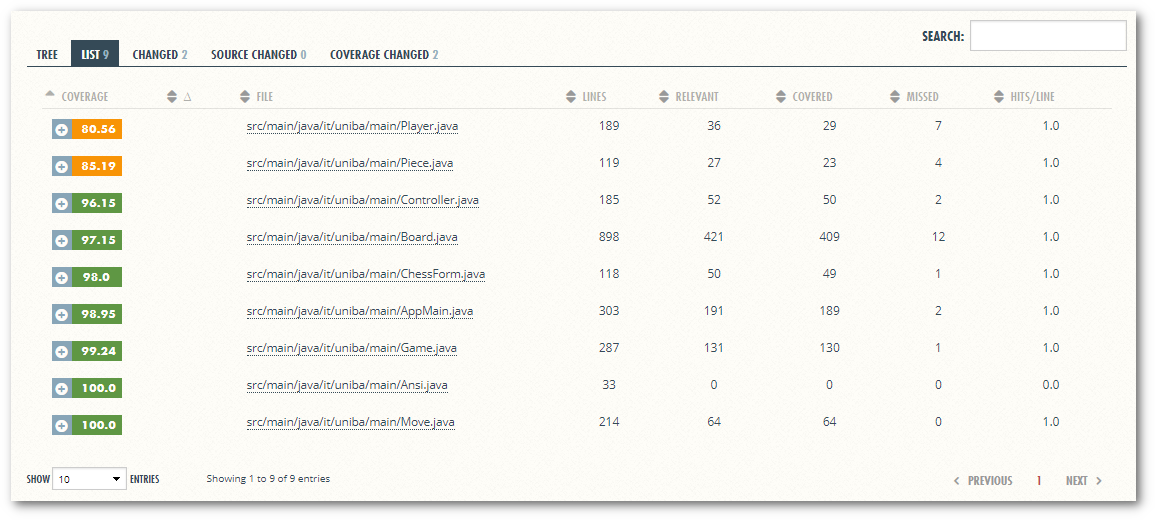 SEARCH:
TREE LIST 9 CHANGED 2 SOURCE CHANGED 0 COVERAGE CHANGED 2
COVERAGE Δ FILE LINES RELEVANT COVERED MISSED HITS/LINE
80.56 src/main/java/it/uniba/main/Player.java 189 36 29 7 1.0
85.19 src/main/java/it/uniba/main/Piece.java 119 27 23 4 1.0
96.15 src/main/java/it/uniba/main/Controller.java 185 52 50 2 1.0
97.15 src/main/java/it/uniba/main/Board.java 898 421 409 12 1.0
98.0 src/main/java/it/uniba/main/ChessForm.java 118 50 49 1 1.0
98.95 src/main/java/it/uniba/main/AppMain.java 303 191 189 2 1.0
99.24 src/main/java/it/uniba/main/Game.java 287 131 130 1 1.0
100.0 src/main/java/it/uniba/main/Ansi.java 33 0 0 0 0.0
100.0 src/main/java/it/uniba/main/Move.java 214 64 64 0 1.0
SHOW 10 ENTRIES Showing 1 to 9 of 9 entries PREVIOUS 1 NEXT